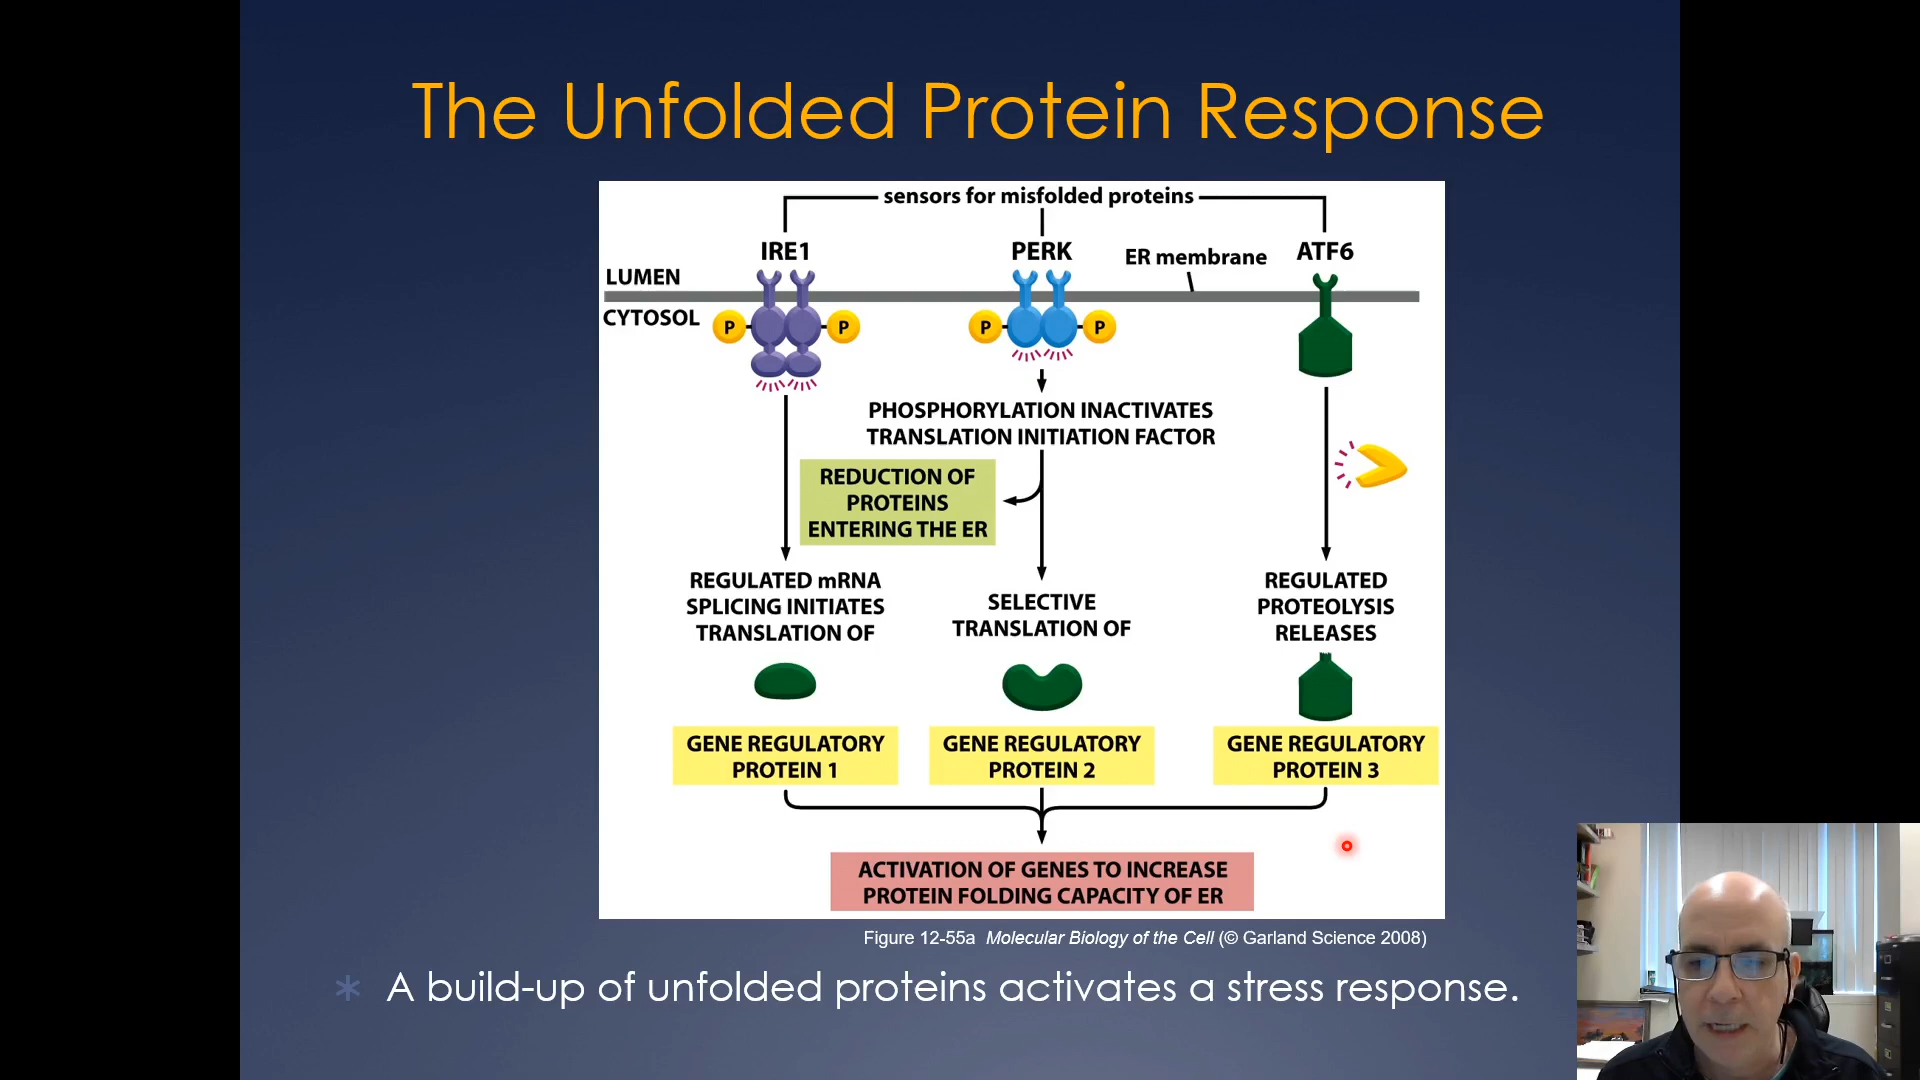 The Unfolded Protein Response
sensors for misfolded proteins
IRE1
PERK
ER membrane
ATF6
LUMEN
CYTOSOL
P
P
P
P
PHOSPHORYLATION INACTIVATES
TRANSLATION INITIATION FACTOR
REDUCTION OF
PROTEINS
ENTERING THE ER
REGULATED mRNA
SPLICING INITIATES
TRANSLATION OF
SELECTIVE
TRANSLATION OF
REGULATED
PROTEOLYSIS
RELEASES
GENE REGULATORY
PROTEIN 1
GENE REGULATORY
PROTEIN 2
GENE REGULATORY
PROTEIN 3
ACTIVATION OF GENES TO INCREASE
PROTEIN FOLDING CAPACITY OF ER
Figure 12-55a Molecular Biology of the Cell (© Garland Science 2008)
* A build-up of unfolded proteins activates a stress response.